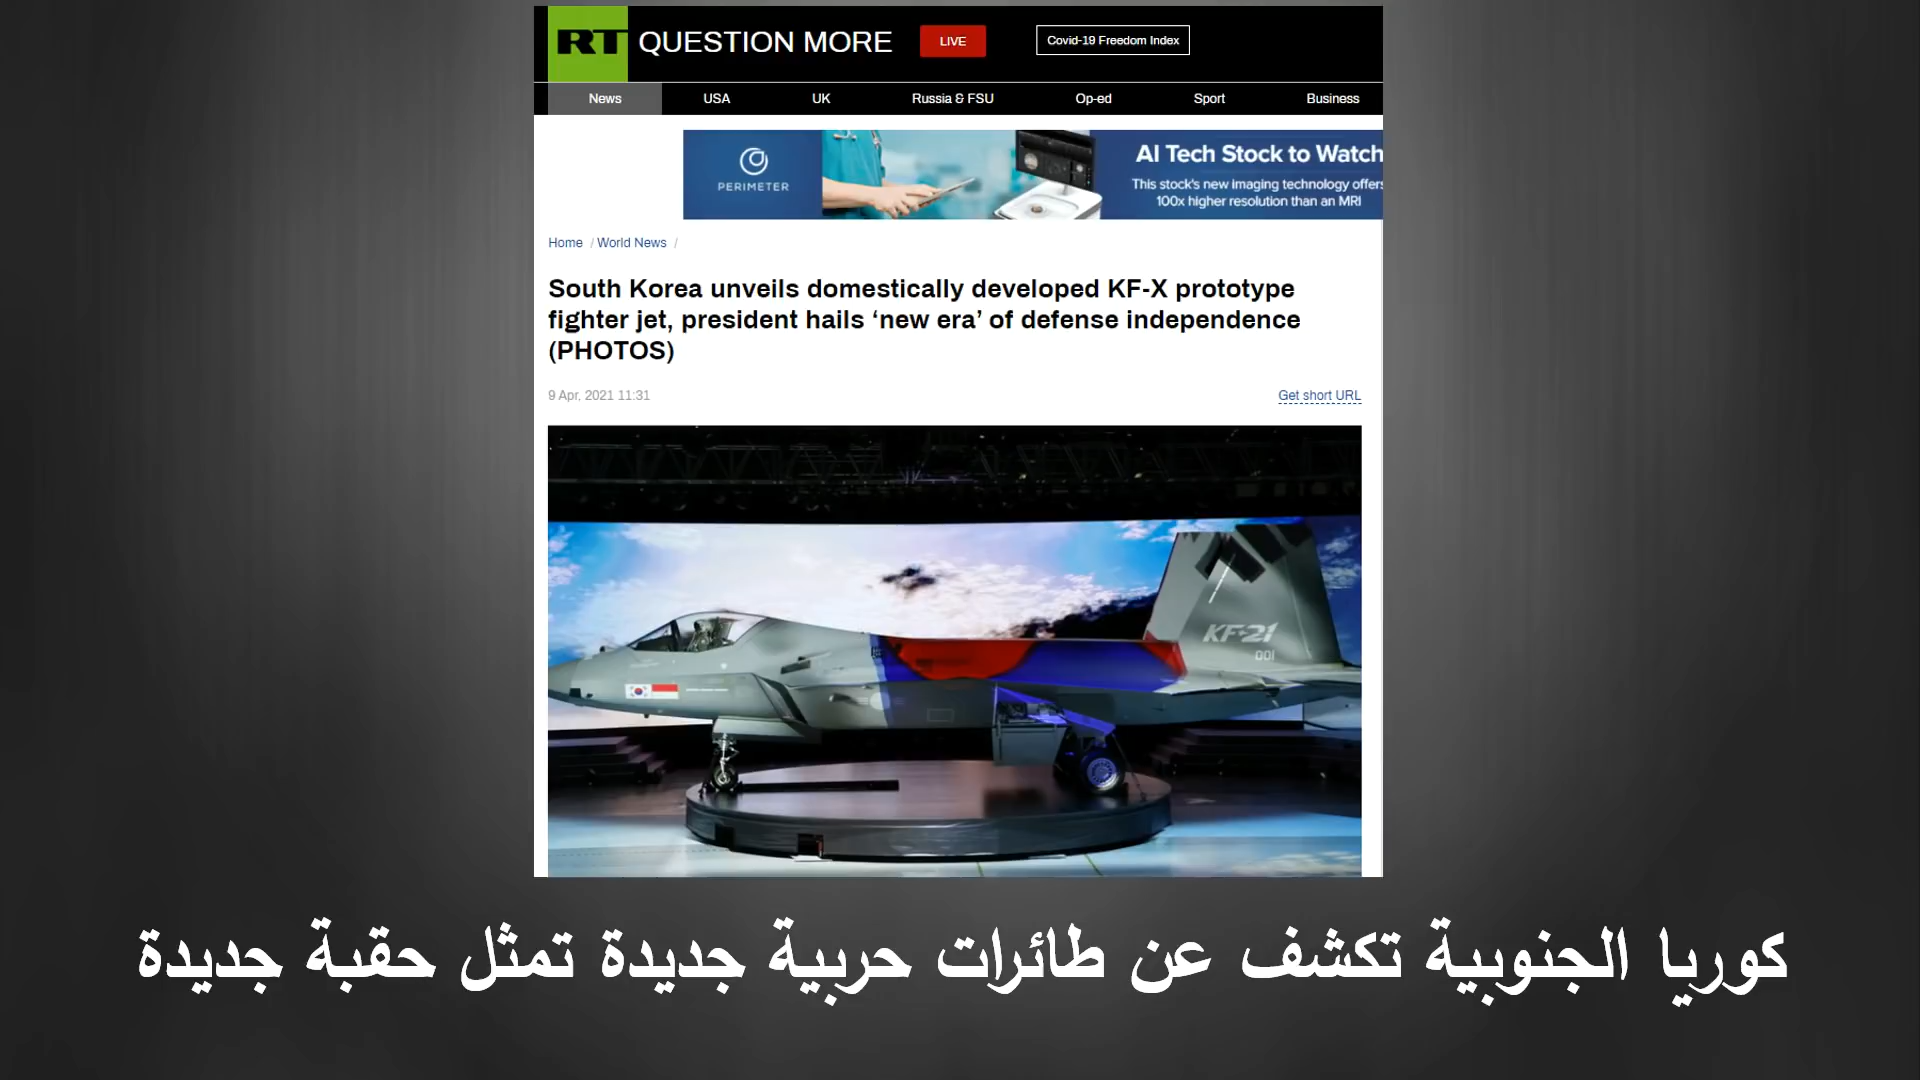 RT QUESTION MORE LIVE Covid-19 Freedom Index
News USA UK Russia & FSU Op-ed Sport Business
PERIMETER
AI Tech Stock to Watch
This stock's new imaging technology offers
100x higher resolution than an MRI
Home / World News /
South Korea unveils domestically developed KF-X prototype
fighter jet, president hails ‘new era’ of defense independence
(PHOTOS)
9 Apr, 2021 11:31 Get short URL
KF-21
001
كوريا الجنوبية تكشف عن طائرات حربية جديدة تمثل حقبة جديدة